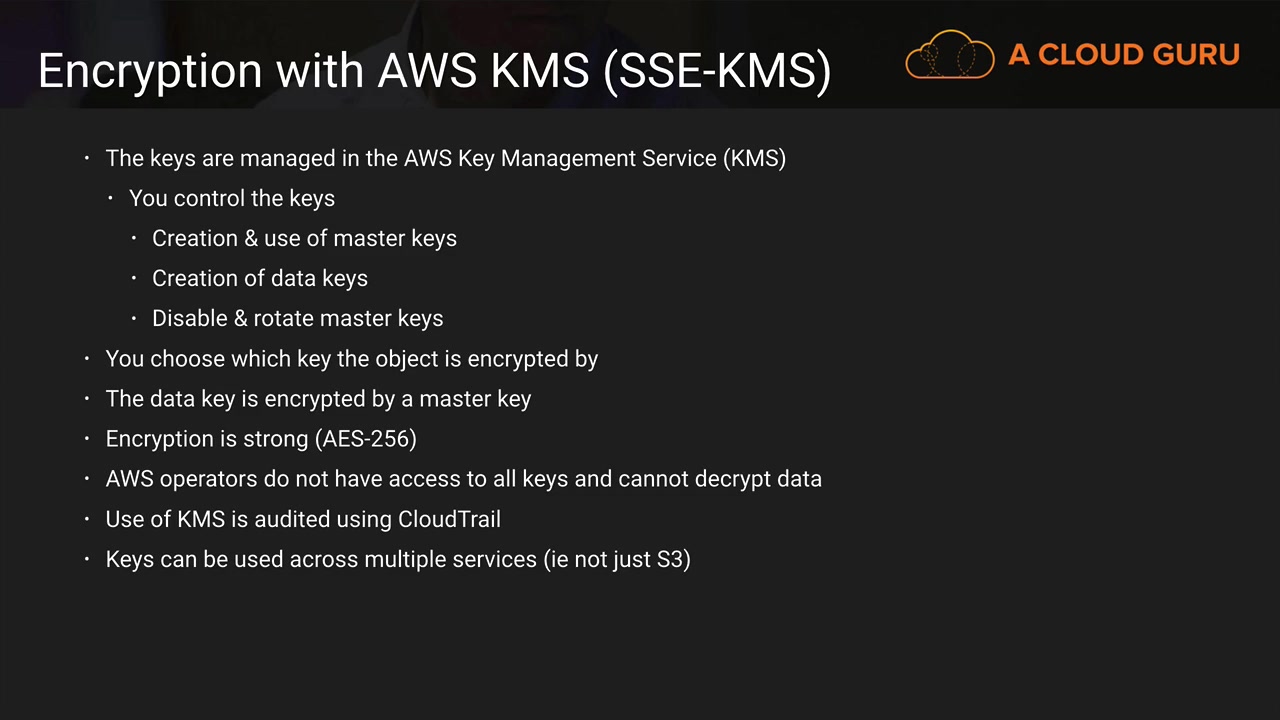 Encryption with AWS KMS (SSE-KMS)
A CLOUD GURU
· The keys are managed in the AWS Key Management Service (KMS)
· You control the keys
· Creation & use of master keys
· Creation of data keys
· Disable & rotate master keys
· You choose which key the object is encrypted by
· The data key is encrypted by a master key
· Encryption is strong (AES-256)
· AWS operators do not have access to all keys and cannot decrypt data
· Use of KMS is audited using CloudTrail
· Keys can be used across multiple services (ie not just S3)